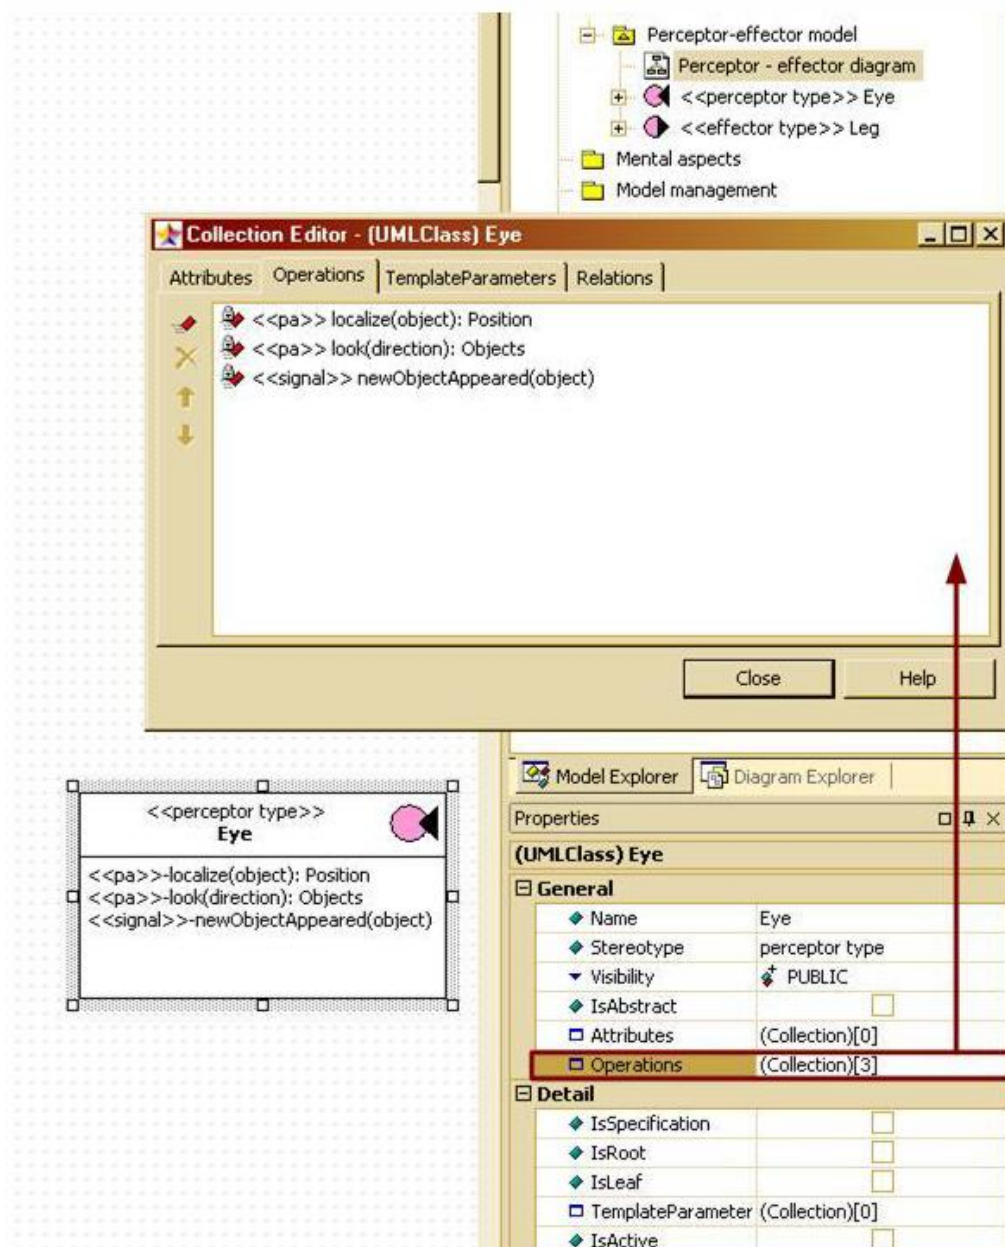 Perceptor-effector model
Perceptor - effector diagram
<<perceptor type>> Eye
<<effector type>> Leg
Mental aspects
Model management
Collection Editor - (UMLClass) Eye
Attributes Operations TemplateParameters Relations
<<pa>> localize(object): Position
<<pa>> look(direction): Objects
<<signal>> newObjectAppeared(object)
Close Help
Model Explorer Diagram Explorer
<<perceptor type>>
Eye
<<pa>>-localize(object): Position
<<pa>>-look(direction): Objects
<<signal>>-newObjectAppeared(object)
Properties
(UMLClass) Eye
General
Name Eye
Stereotype perceptor type
Visibility PUBLIC
IsAbstract
Attributes (Collection)[0]
Operations (Collection)[3]
Detail
IsSpecification
IsRoot
IsLeaf
TemplateParameter (Collection)[0]
IsActive